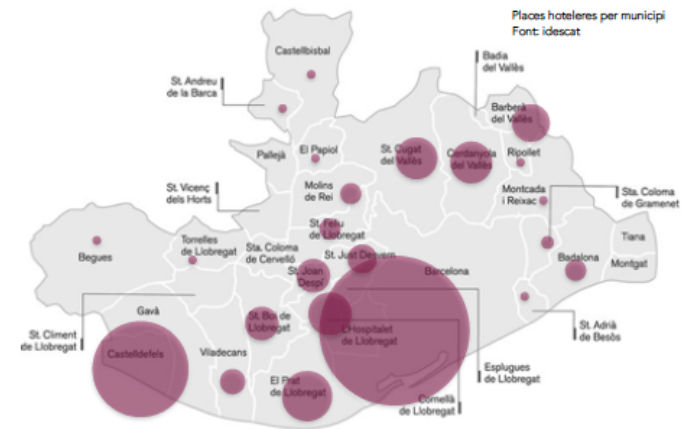 Places hoteleres per municipi
Font: idescat
Castellbisbal
Badia
del Vallès
St. Andreu
de la Barca
Barberà
del Vallès
Pallejà
El Papiol
St. Cugat
del Vallès
Cerdanyola
del Vallès
Ripollet
St. Vicenç
dels Horts
Molins
de Rei
Montcada
i Reixac
Sta. Coloma
de Gramenet
St. Feliu
de Llobregat
Tiana
Begues
Torrelles
de Llobregat
Sta. Coloma
de Cervelló
St. Just Desvern
Badalona
Montgat
St. Joan
Despí
Barcelona
Gavà
St. Boi de
Llobregat
L'Hospitalet
de Llobregat
St. Adrià
de Besòs
St. Climent
de Llobregat
Castelldefels
Viladecans
Esplugues
de Llobregat
El Prat
de Llobregat
Cornellà
de Llobregat